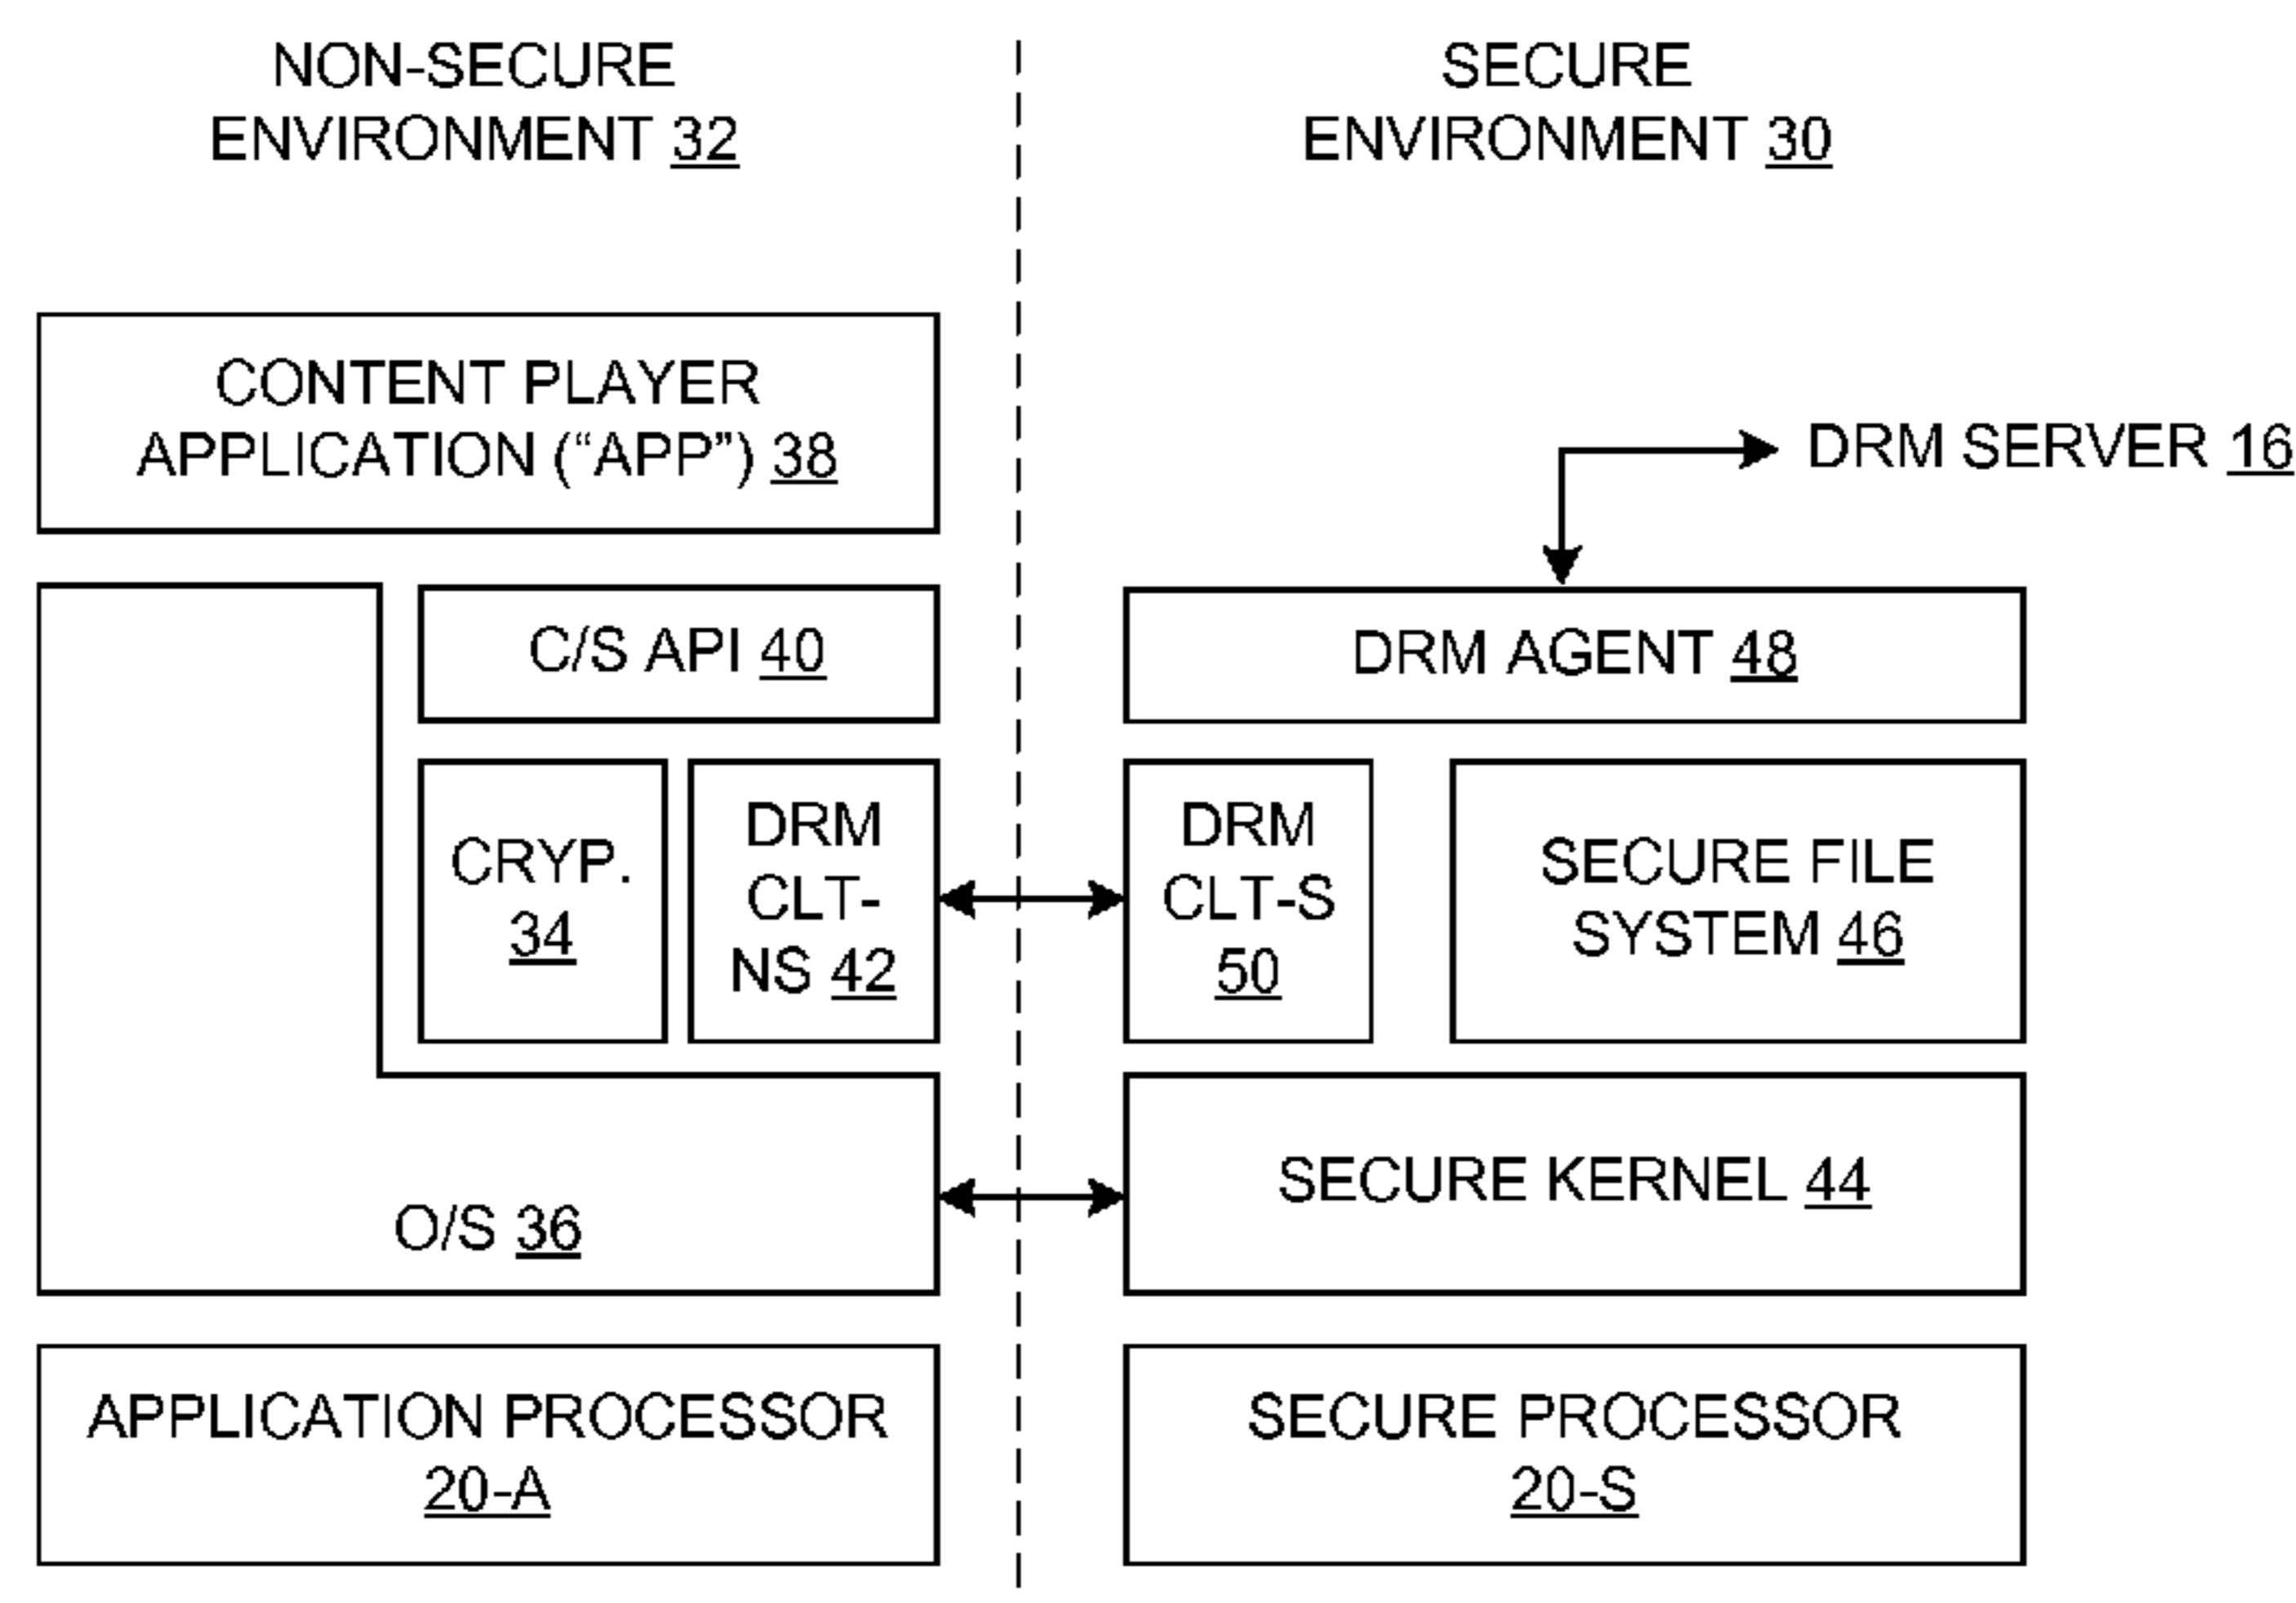 NON-SECURE
ENVIRONMENT 32
SECURE
ENVIRONMENT 30
CONTENT PLAYER
APPLICATION (“APP”) 38
DRM SERVER 16
C/S API 40
DRM AGENT 48
CRYP.
34
DRM
CLT-
NS 42
DRM
CLT-S
50
SECURE FILE
SYSTEM 46
O/S 36
SECURE KERNEL 44
APPLICATION PROCESSOR
20-A
SECURE PROCESSOR
20-S